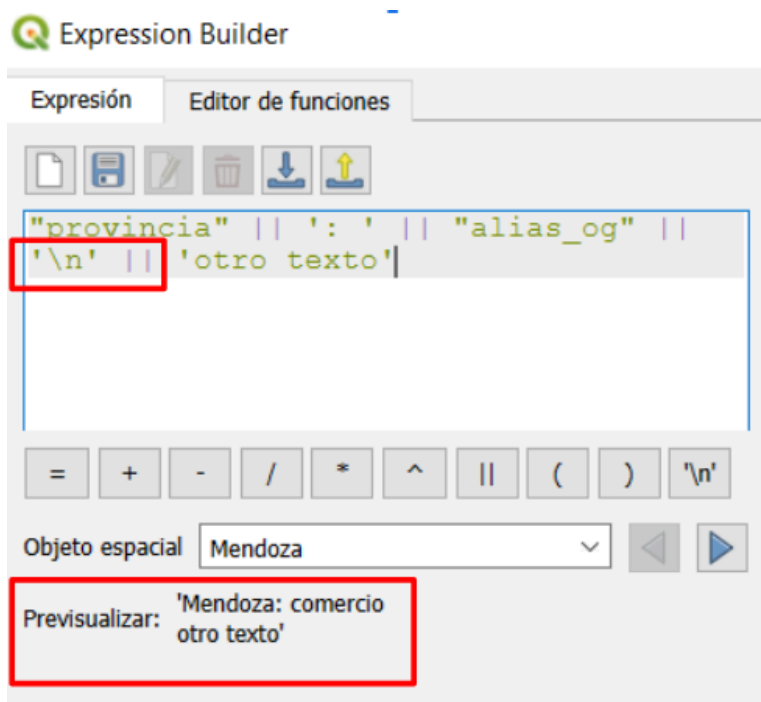 Expression Builder
Expresión Editor de funciones
"provincia" || ': ' || "alias_og" ||
'\n' || 'otro texto'
= + - / * ^ || ( ) '\n'
Objeto espacial Mendoza
Previsualizar: 'Mendoza: comercio
otro texto'